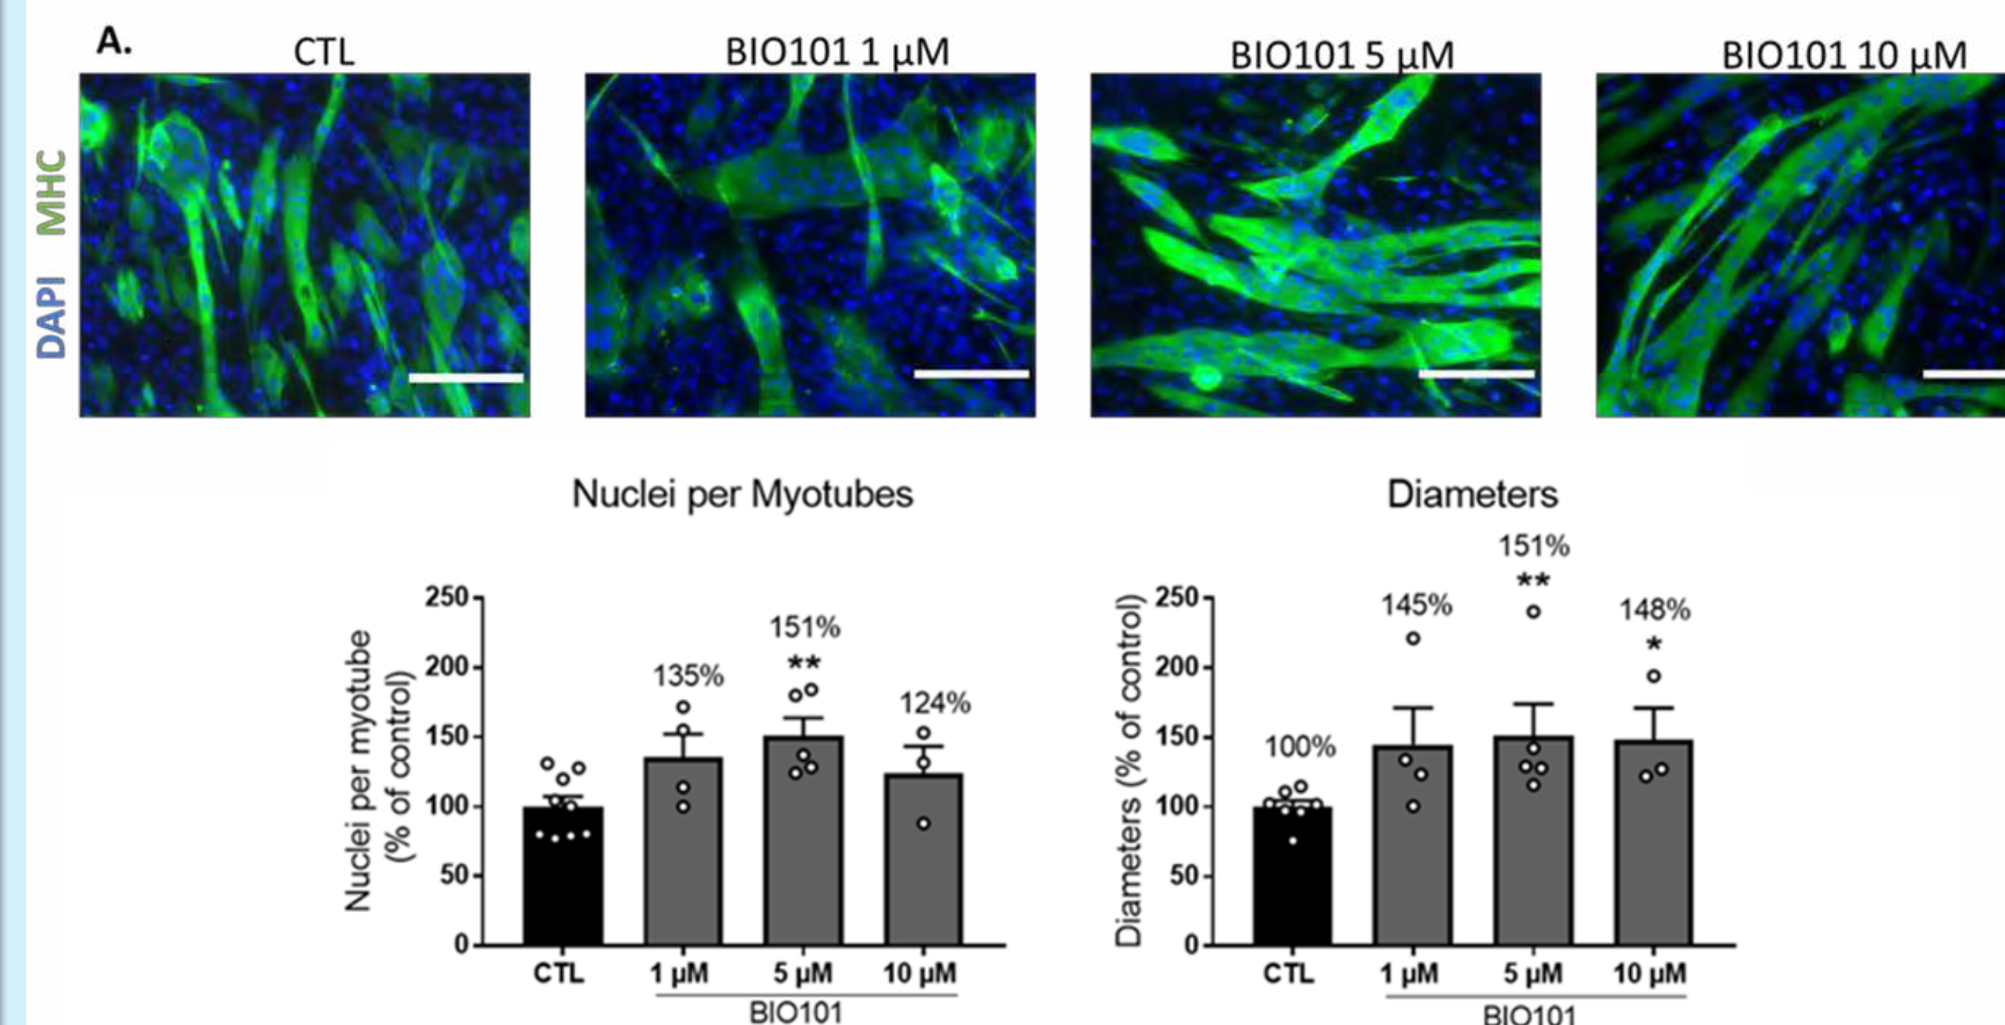 A.
CTL
BIO101 1 µM
BIO101 5 µM
BIO101 10 µM
DAPI MHC
Nuclei per Myotubes
Nuclei per myotube
(% of control)
250
200
150
100
50
0
135%
151%
**
124%
CTL
1 µM
5 µM
10 µM
BIO101
Diameters
Diameters (% of control)
250
200
150
100
50
0
100%
145%
151%
**
148%
*
CTL
1 µM
5 µM
10 µM
BIO101